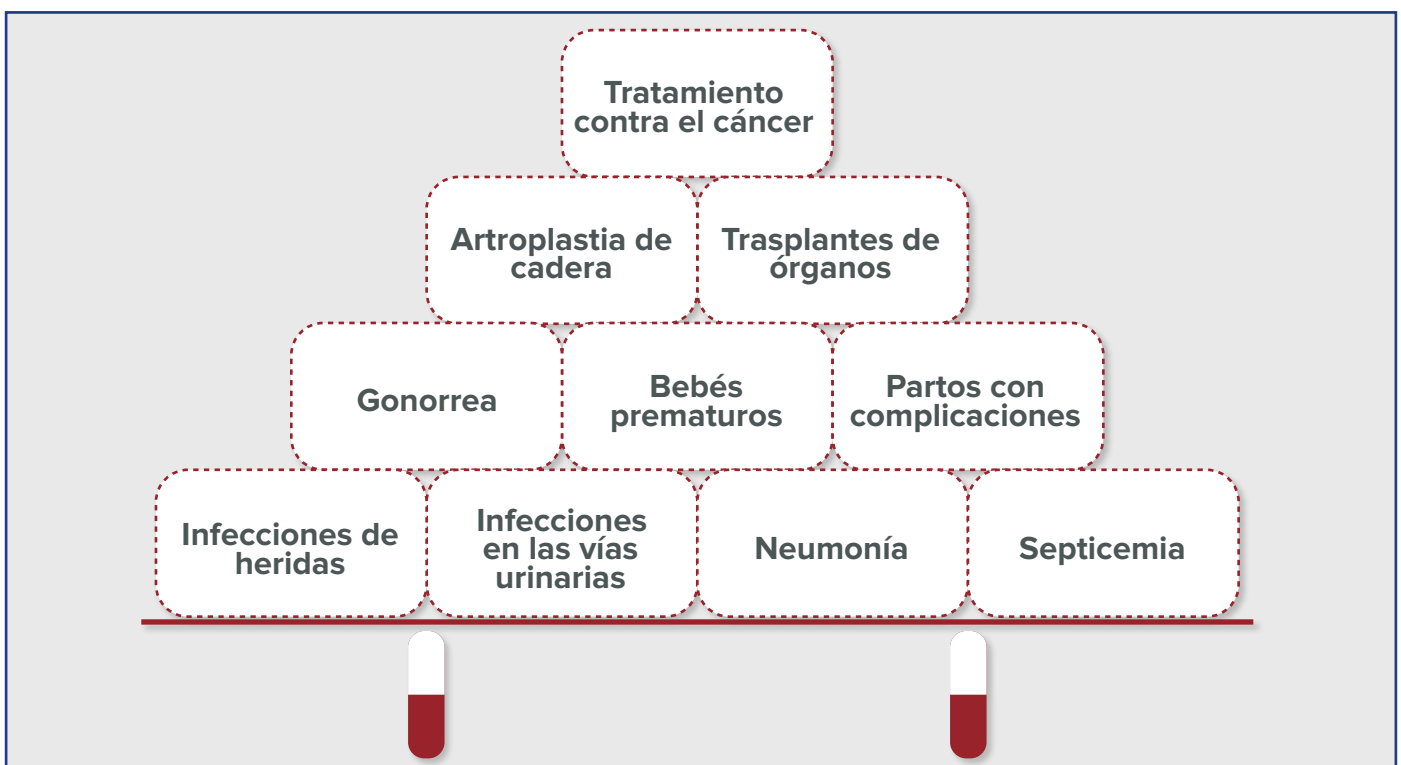 Tratamiento
contra el cáncer
Artroplastia de
cadera
Trasplantes de
órganos
Gonorrea
Bebés
prematuros
Partos con
complicaciones
Infecciones de
heridas
Infecciones
en las vías
urinarias
Neumonía
Septicemia